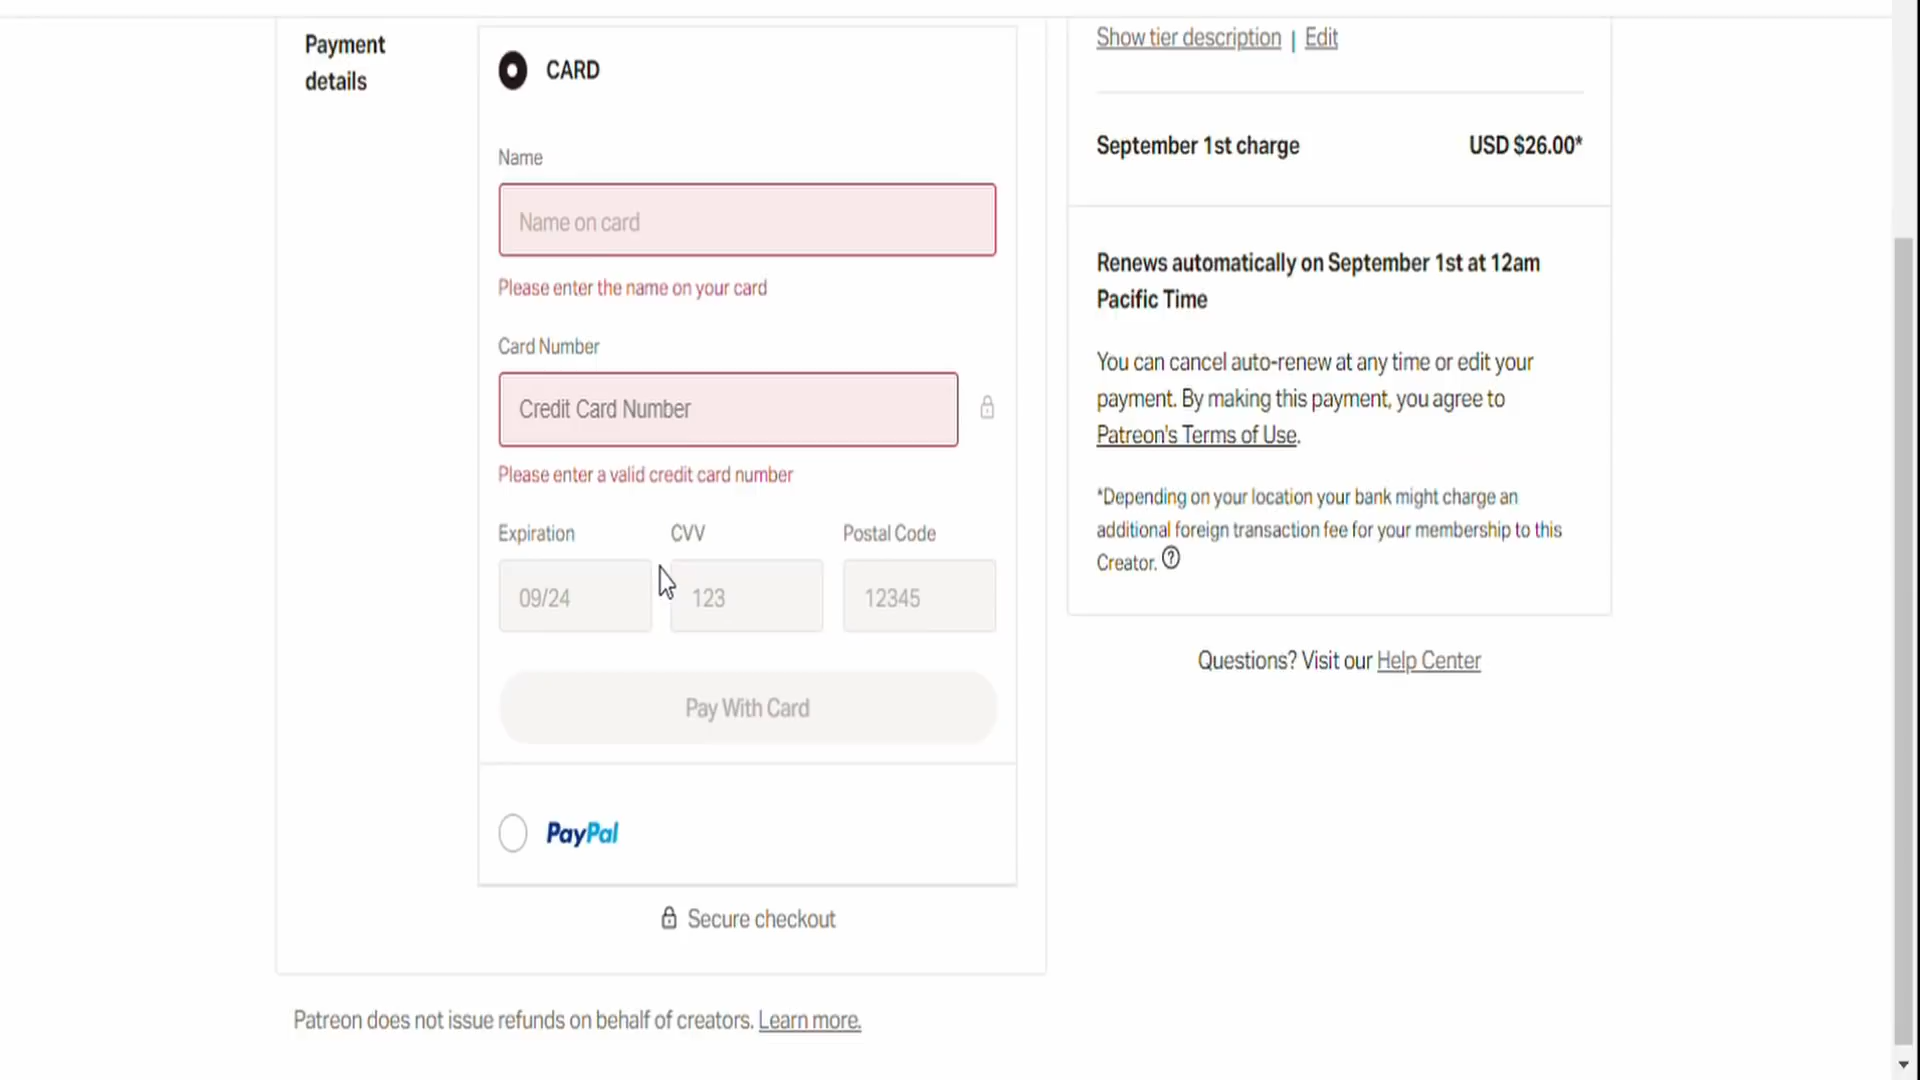 Payment
details
CARD
Name
Name on card
Please enter the name on your card
Card Number
Credit Card Number
Please enter a valid credit card number
Expiration CVV Postal Code
09/24 123 12345
Pay With Card
PayPal
Secure checkout
Patreon does not issue refunds on behalf of creators. Learn more.
Show tier description | Edit
September 1st charge USD $26.00*
Renews automatically on September 1st at 12am
Pacific Time
You can cancel auto-renew at any time or edit your
payment. By making this payment, you agree to
Patreon's Terms of Use.
*Depending on your location your bank might charge an
additional foreign transaction fee for your membership to this
Creator. ?
Questions? Visit our Help Center